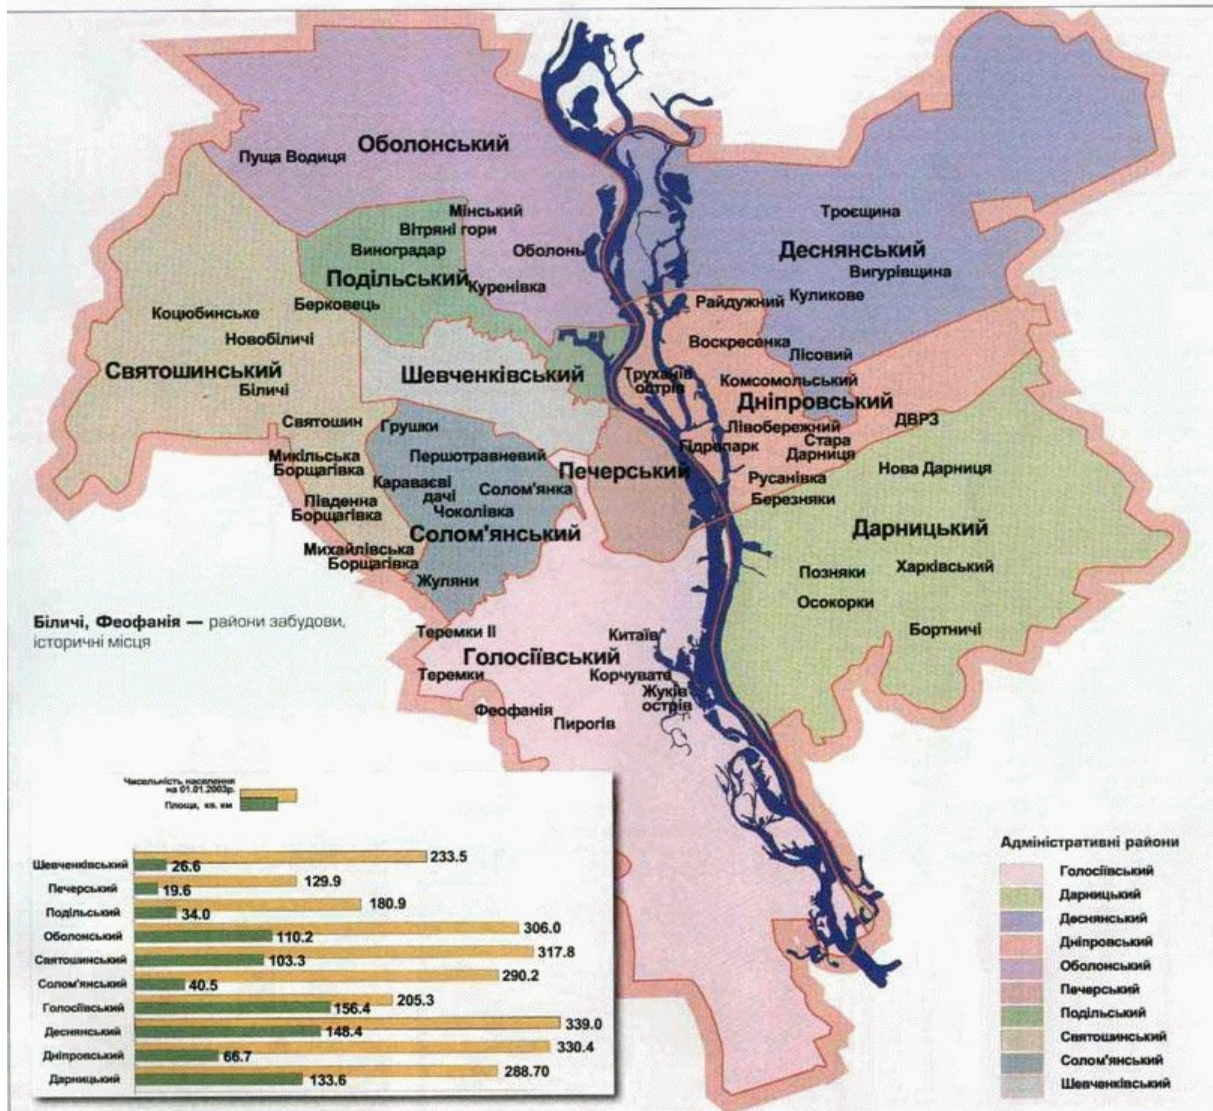 Оболонський
Пуща Водиця
Мінський
Вітряні гори
Виноградар
Оболонь
Подільський
Куренівка
Берковець
Троєщина
Деснянський
Вигурівщина
Куликове
Райдужний
Воскресенка
Лісовий
Коцюбинське
Новобіличі
Святошинський
Біличі
Шевченківський
Труханів
острів
Комсомольський
Дніпровський
ДВРЗ
Лівобережний
Стара
Дарниця
Гідропарк
Святошин
Грушки
Микільська
Борщагівка
Першотравневий
Караваєві
дачі
Солом'янка
Чоколівка
Печерський
Русанівка
Березняки
Нова Дарниця
Південна
Борщагівка
Солом'янський
Дарницький
Михайлівська
Борщагівка
Жуляни
Позняки
Харківський
Осокорки
Бортничі
Біличі, Феофанія — райони забудови,
історичні місця
Теремки II
Китаїв
Голосіївський
Теремки
Корчувате
Жуків
острів
Феофанія
Пирогів
Чисельність населення
на 01.01.2003р.
Площа, кв. км
Шевченківський 233.5
26.6
Печерський 129.9
19.6
Подільський 180.9
34.0
Оболонський 306.0
110.2
Святошинський 317.8
103.3
Солом'янський 290.2
40.5
Голосіївський 205.3
156.4
Деснянський 339.0
148.4
Дніпровський 330.4
66.7
Дарницький 288.70
133.6
Адміністративні райони
Голосіївський
Дарницький
Деснянський
Дніпровський
Оболонський
Печерський
Подільський
Святошинський
Солом'янський
Шевченківський